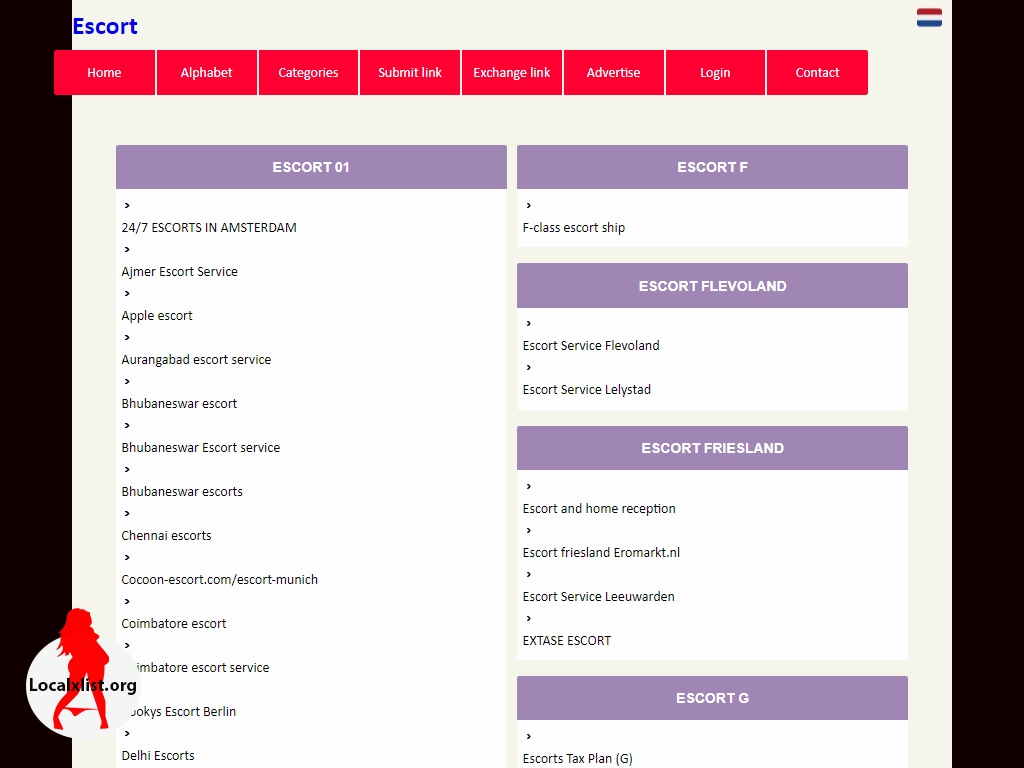 Escort
Home
Alphabet
Categories
Submit link
Exchange link
Advertise
Login
Contact
ESCORT 01
24/7 ESCORTS IN AMSTERDAM
Ajmer Escort Service
Apple escort
Aurangabad escort service
Bhubaneswar escort
Bhubaneswar Escort service
Bhubaneswar escorts
Chennai escorts
Cocoon-escort.com/escort-munich
Coimbatore escort
imbatore escort service
Escort Berlin
Delhi Escorts
ESCORT F
F-class escort ship
ESCORT FLEVOLAND
Escort Service Flevoland
Escort Service Lelystad
ESCORT FRIESLAND
Escort and home reception
Escort friesland Eromarkt.nl
Escort Service Leeuwarden
EXTASE ESCORT
ESCORT G
Escorts Tax Plan (G)
Localxlist.org